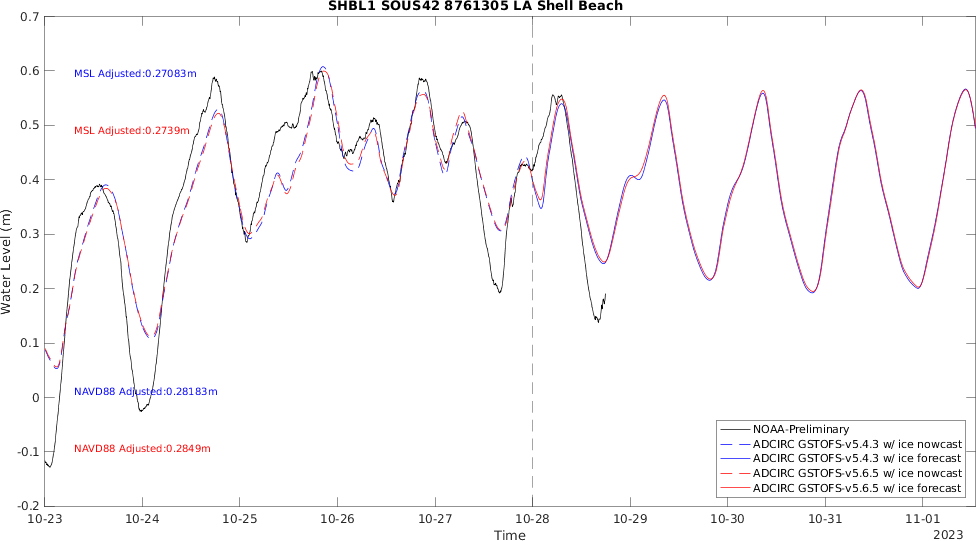 SHBL1 SOUS42 8761305 LA Shell Beach
0.7
0.6
0.5
0.4
0.3
0.2
0.1
0
-0.1
-0.2
Water Level (m)
MSL Adjusted:0.27083m
MSL Adjusted:0.2739m
NAVD88 Adjusted:0.28183m
NAVD88 Adjusted:0.2849m
NOAA-Preliminary
ADCIRC GSTOFS-v5.4.3 w/ ice nowcast
ADCIRC GSTOFS-v5.4.3 w/ ice forecast
ADCIRC GSTOFS-v5.6.5 w/ ice nowcast
ADCIRC GSTOFS-v5.6.5 w/ ice forecast
10-23 10-24 10-25 10-26 10-27 10-28 10-29 10-30 10-31 11-01
Time
2023